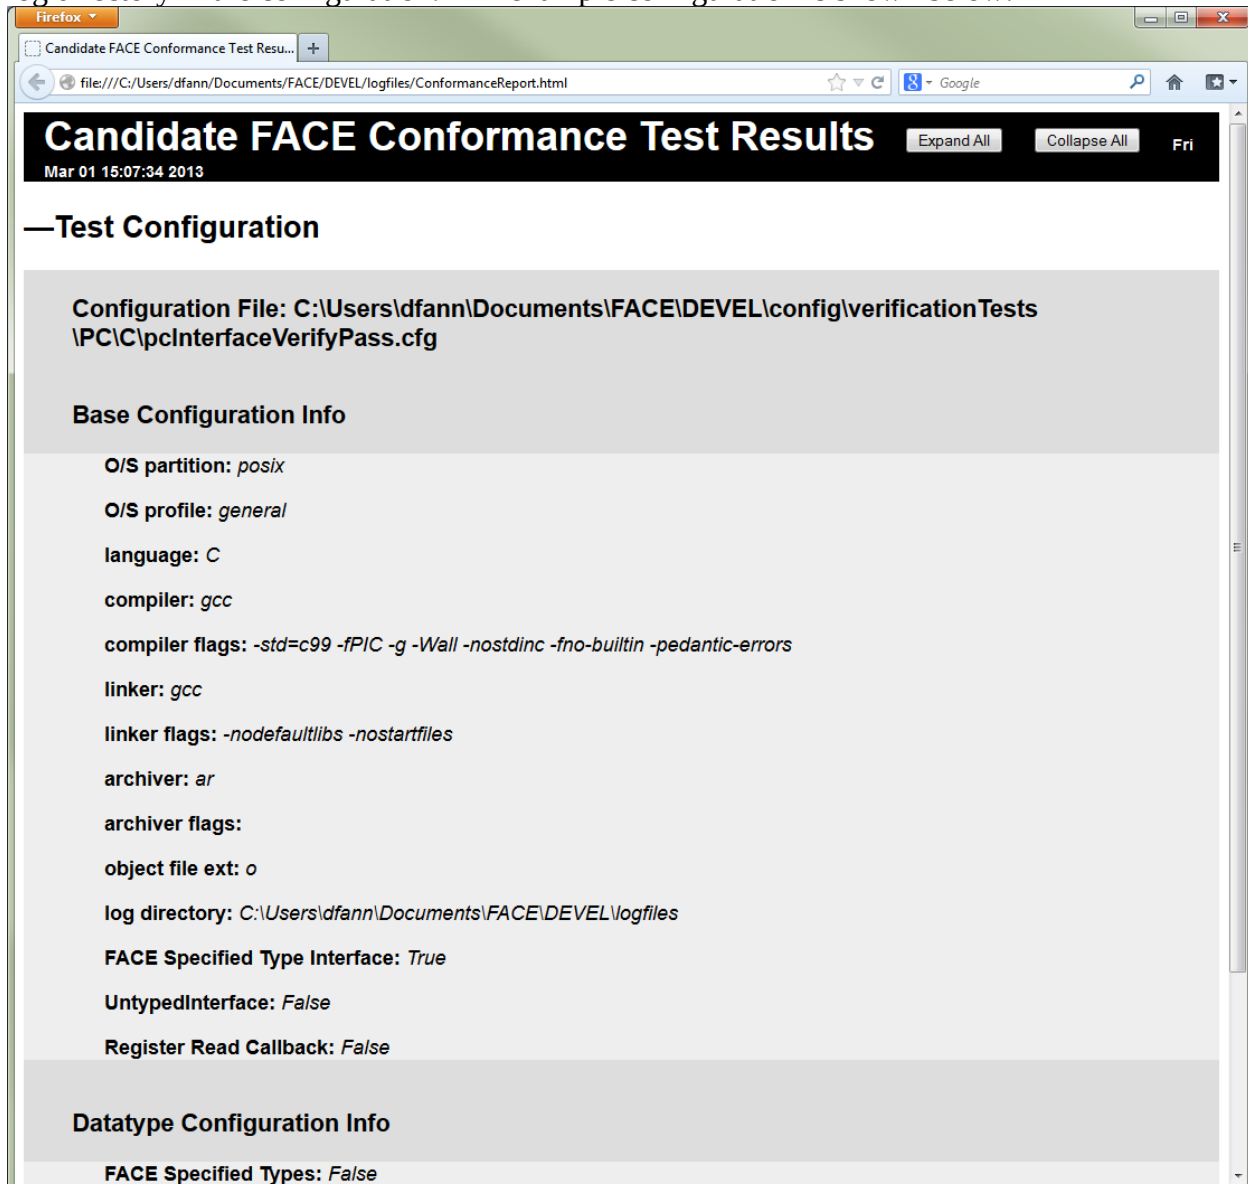 Firefox
Candidate FACE Conformance Test Resu...
file:///C:/Users/dfann/Documents/FACE/DEVEL/logfiles/ConformanceReport.html
Google
Candidate FACE Conformance Test Results Expand All Collapse All Fri
Mar 01 15:07:34 2013
—Test Configuration
Configuration File: C:\Users\dfann\Documents\FACE\DEVEL\config\verificationTests
\PC\C\pcInterfaceVerifyPass.cfg
Base Configuration Info
O/S partition: posix
O/S profile: general
language: C
compiler: gcc
compiler flags: -std=c99 -fPIC -g -Wall -nostdinc -fno-builtin -pedantic-errors
linker: gcc
linker flags: -nodefaultlibs -nostartfiles
archiver: ar
archiver flags:
object file ext: o
log directory: C:\Users\dfann\Documents\FACE\DEVEL\logfiles
FACE Specified Type Interface: True
UntypedInterface: False
Register Read Callback: False
Datatype Configuration Info
FACE Specified Types: False